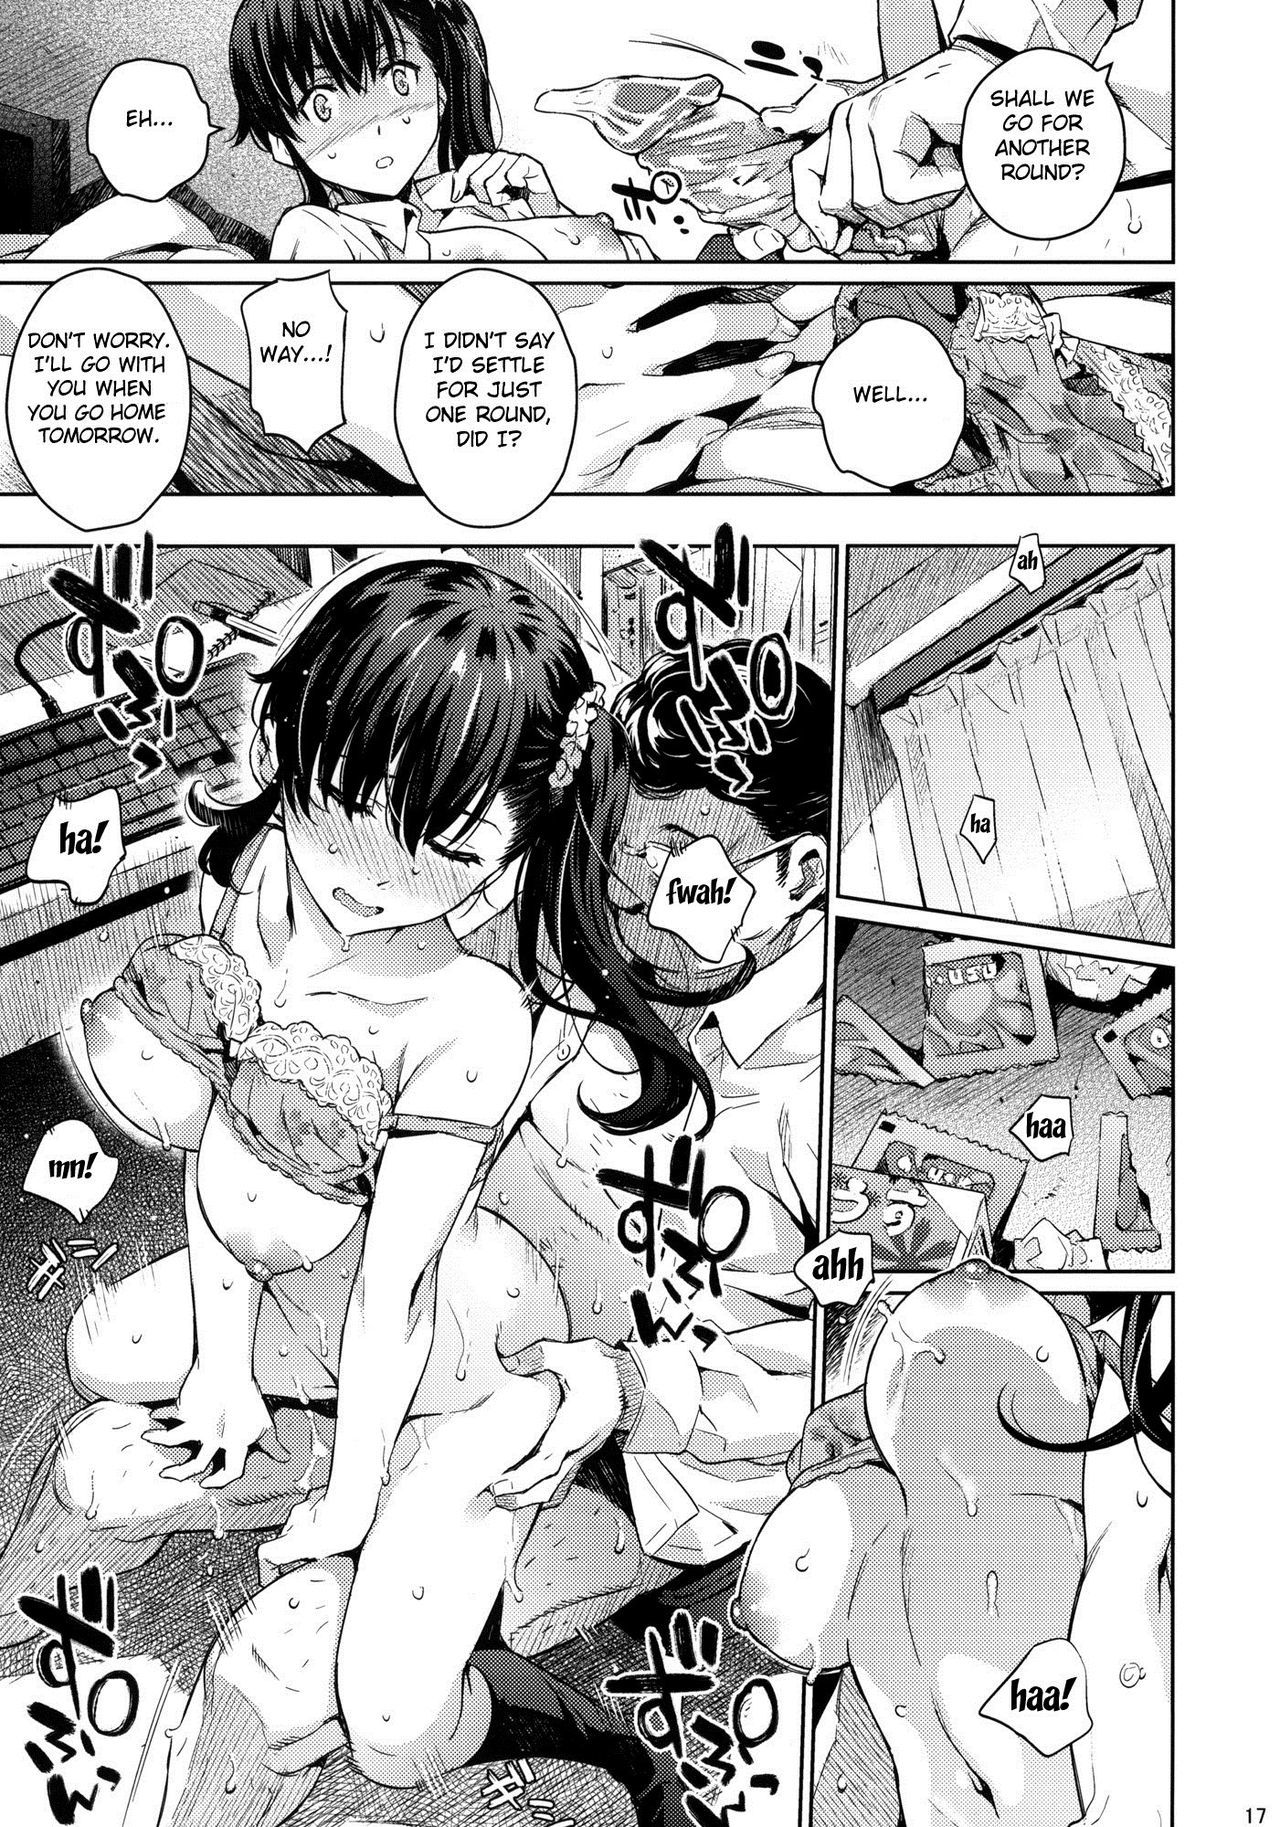 SHALL WE
GO FOR
ANOTHER
ROUND?
EH...
WELL...
I DIDN'T SAY
I'D SETTLE
FOR JUST
ONE ROUND,
DID I?
NO
WAY...!
DON'T WORRY.
I'LL GO WITH
YOU WHEN
YOU GO HOME
TOMORROW.
ah
ha
haa
ahh
haa!
fwah!
ha!
mn!
17